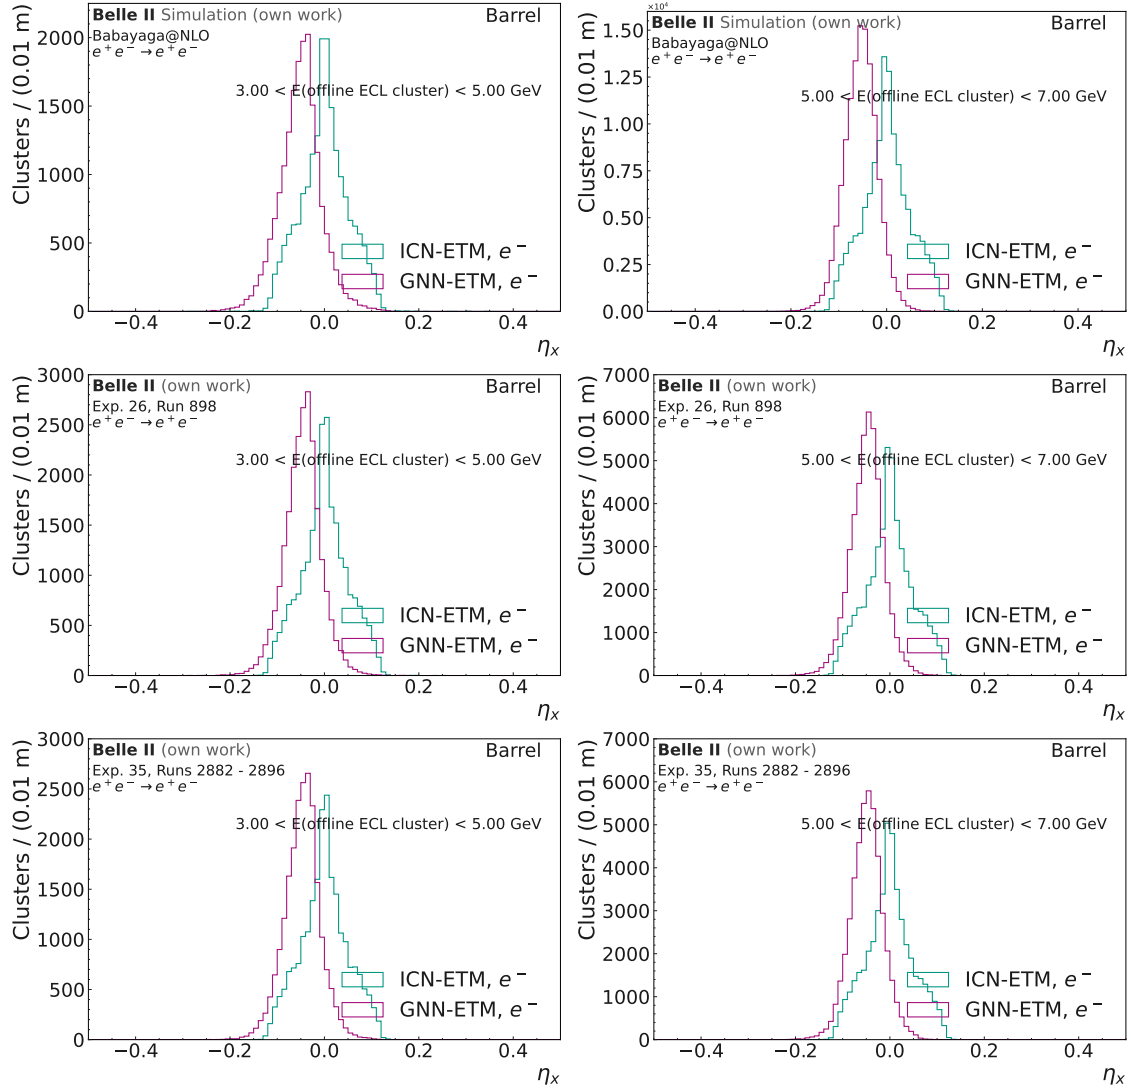 Belle II Simulation (own work)
Barrel
Babayaga@NLO
e⁺e⁻ → e⁺e⁻
3.00 < E(offline ECL cluster) < 5.00 GeV
Clusters / (0.01 m)
2000
1500
1000
500
0
ICN-ETM, e⁻
GNN-ETM, e⁻
−0.4 −0.2 0.0 0.2 0.4
ηₓ
×10⁴
Belle II Simulation (own work)
Barrel
Babayaga@NLO
e⁺e⁻ → e⁺e⁻
5.00 < E(offline ECL cluster) < 7.00 GeV
Clusters / (0.01 m)
1.50
1.25
1.00
0.75
0.50
0.25
0.00
ICN-ETM, e⁻
GNN-ETM, e⁻
−0.4 −0.2 0.0 0.2 0.4
ηₓ
Belle II (own work)
Barrel
Exp. 26, Run 898
e⁺e⁻ → e⁺e⁻
3.00 < E(offline ECL cluster) < 5.00 GeV
Clusters / (0.01 m)
3000
2500
2000
1500
1000
500
0
ICN-ETM, e⁻
GNN-ETM, e⁻
−0.4 −0.2 0.0 0.2 0.4
ηₓ
Belle II (own work)
Barrel
Exp. 26, Run 898
e⁺e⁻ → e⁺e⁻
5.00 < E(offline ECL cluster) < 7.00 GeV
Clusters / (0.01 m)
7000
6000
5000
4000
3000
2000
1000
0
ICN-ETM, e⁻
GNN-ETM, e⁻
−0.4 −0.2 0.0 0.2 0.4
ηₓ
Belle II (own work)
Barrel
Exp. 35, Runs 2882 - 2896
e⁺e⁻ → e⁺e⁻
3.00 < E(offline ECL cluster) < 5.00 GeV
Clusters / (0.01 m)
3000
2500
2000
1500
1000
500
0
ICN-ETM, e⁻
GNN-ETM, e⁻
−0.4 −0.2 0.0 0.2 0.4
ηₓ
Belle II (own work)
Barrel
Exp. 35, Runs 2882 - 2896
e⁺e⁻ → e⁺e⁻
5.00 < E(offline ECL cluster) < 7.00 GeV
Clusters / (0.01 m)
7000
6000
5000
4000
3000
2000
1000
0
ICN-ETM, e⁻
GNN-ETM, e⁻
−0.4 −0.2 0.0 0.2 0.4
ηₓ